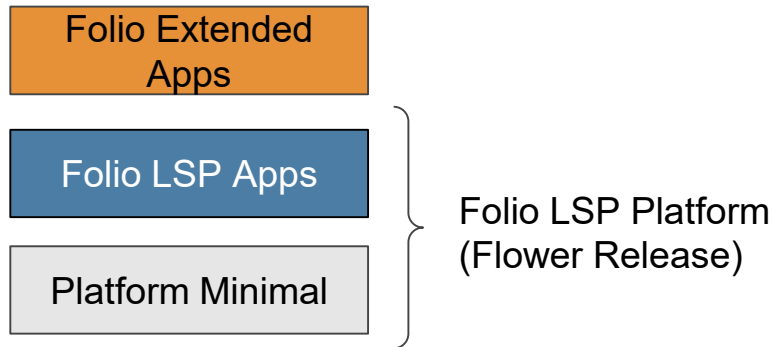 Folio Extended
Apps
Folio LSP Apps
Folio LSP Platform
(Flower Release)
Platform Minimal